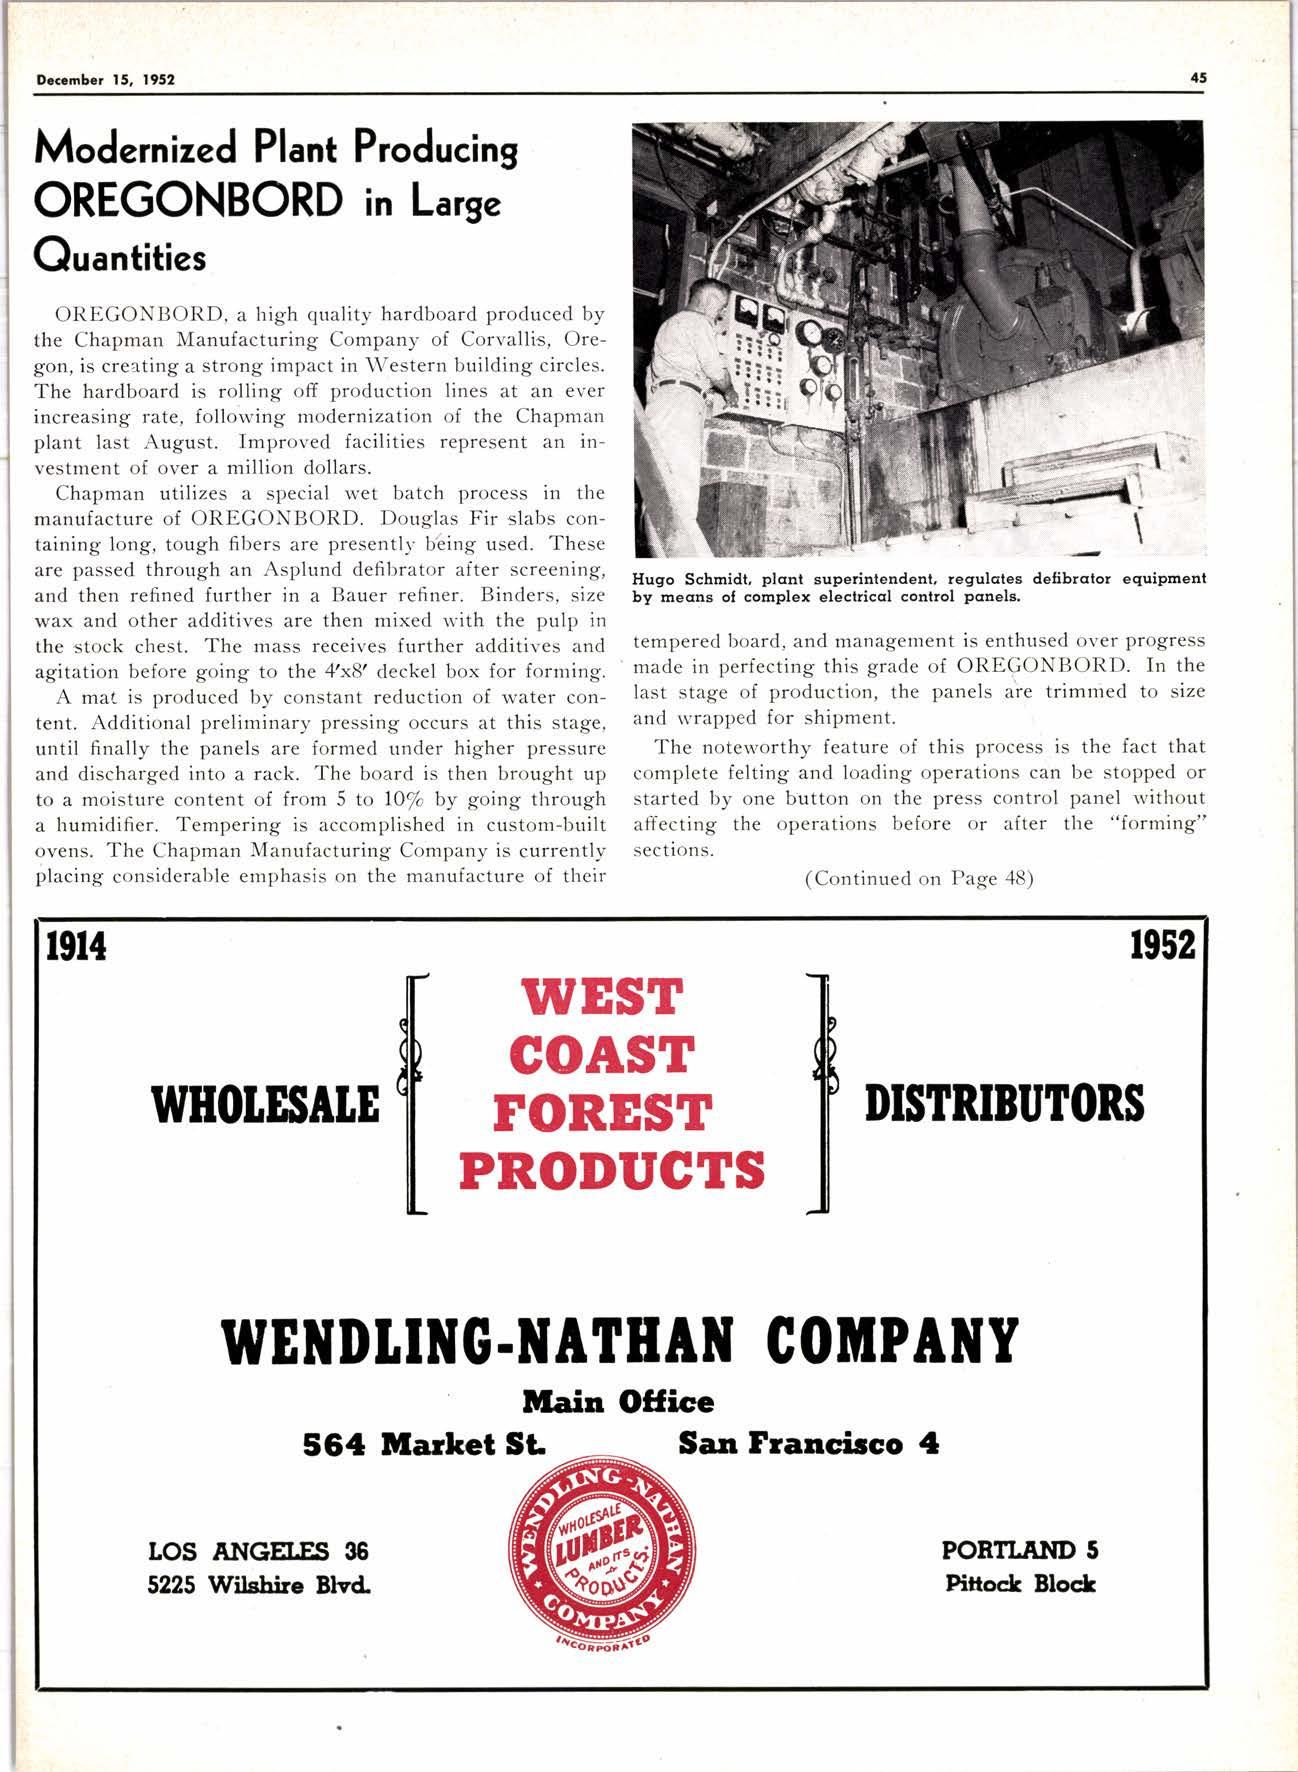 December 15, 1952
45
Modernized Plant Producing
OREGONBORD in Large
Quantities
OREGONBORD, a high quality hardboard produced by
the Chapman Manufacturing Company of Corvallis, Ore-
gon, is creating a strong impact in Western building circles.
The hardboard is rolling off production lines at an ever
increasing rate, following modernization of the Chapman
plant last August. Improved facilities represent an in-
vestment of over a million dollars.
Chapman utilizes a special wet batch process in the
manufacture of OREGONBORD. Douglas Fir slabs con-
taining long, tough fibers are presently being used. These
are passed through an Asplund defibrator after screening,
and then refined further in a Bauer refiner. Binders, size
wax and other additives are then mixed with the pulp in
the stock chest. The mass receives further additives and
agitation before going to the 4'x8' deckel box for forming.
A mat is produced by constant reduction of water con-
tent. Additional preliminary pressing occurs at this stage,
until finally the panels are formed under higher pressure
and discharged into a rack. The board is then brought up
to a moisture content of from 5 to 10% by going through
a humidifier. Tempering is accomplished in custom-built
ovens. The Chapman Manufacturing Company is currently
placing considerable emphasis on the manufacture of their
Hugo Schmidt, plant superintendent, regulates defibrator equipment
by means of complex electrical control panels.
tempered board, and management is enthused over progress
made in perfecting this grade of OREGONBORD. In the
last stage of production, the panels are trimmed to size
and wrapped for shipment.
The noteworthy feature of this process is the fact that
complete felting and loading operations can be stopped or
started by one button on the press control panel without
affecting the operations before or after the "forming"
sections.
(Continued on Page 48)
1914
1952
WHOLESALE
WEST
COAST
FOREST
PRODUCTS
DISTRIBUTORS
WENDLING-NATHAN COMPANY
Main Office
564 Market St. San Francisco 4
WENDLING-NATHAN
COMPANY
INCORPORATED
WHOLESALE
LUMBER
AND ITS
PRODUCTS.
LOS ANGELES 36
5225 Wilshire Blvd.
PORTLAND 5
Pittock Block